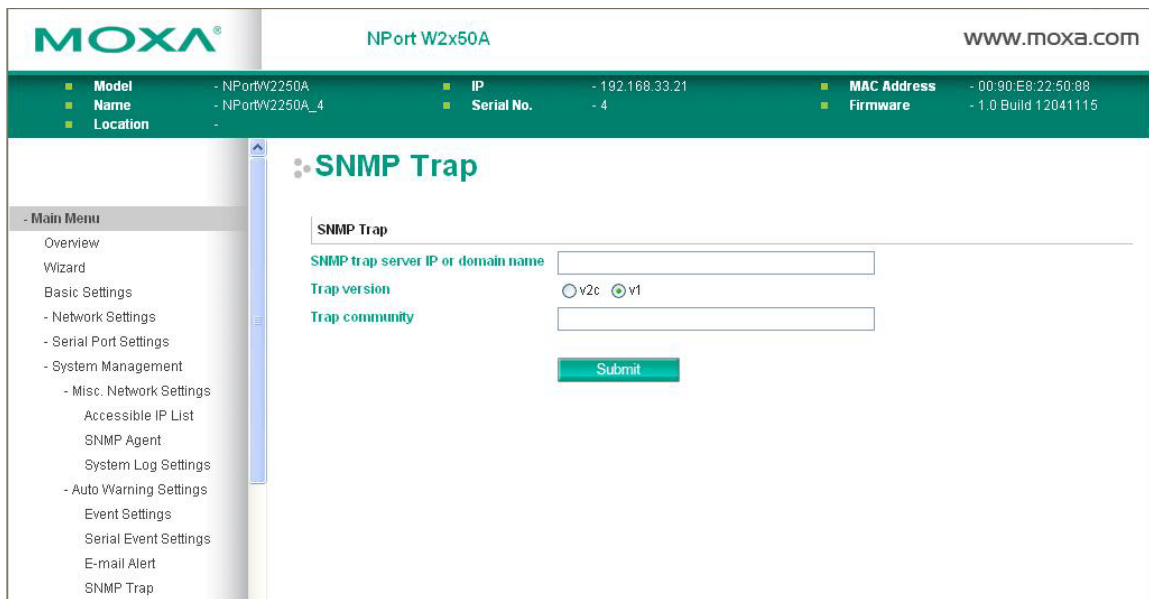 MOXA®
NPort W2x50A
www.moxa.com
Model - NPortW2250A
Name - NPortW2250A_4
Location -
IP - 192.168.33.21
Serial No. - 4
MAC Address - 00:90:E8:22:50:88
Firmware - 1.0 Build 12041115
- Main Menu
Overview
Wizard
Basic Settings
- Network Settings
- Serial Port Settings
- System Management
- Misc. Network Settings
Accessible IP List
SNMP Agent
System Log Settings
- Auto Warning Settings
Event Settings
Serial Event Settings
E-mail Alert
SNMP Trap
SNMP Trap
SNMP Trap
SNMP trap server IP or domain name
Trap version v2c v1
Trap community
Submit